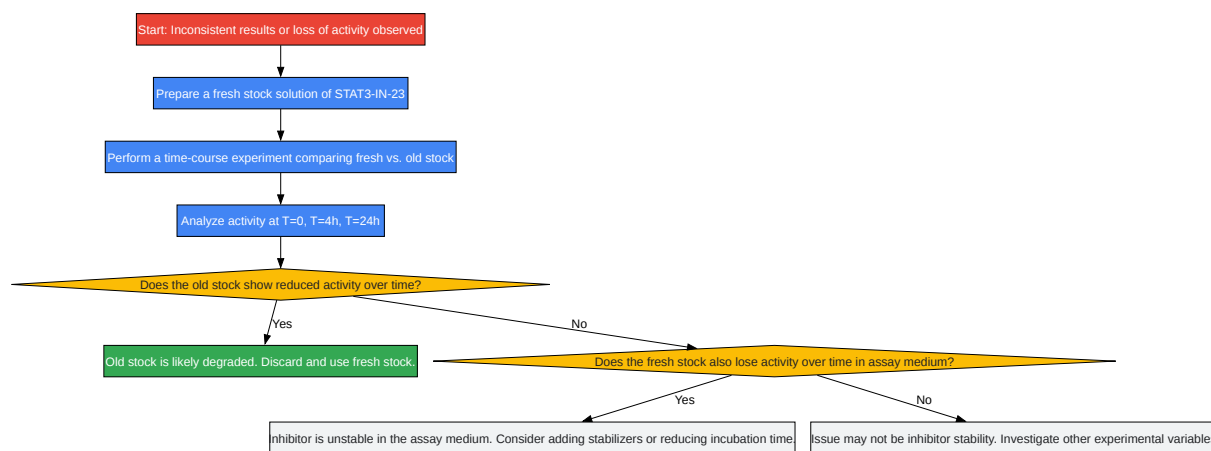 Start: Inconsistent results or loss of activity observed
Prepare a fresh stock solution of STAT3-IN-23
Perform a time-course experiment comparing fresh vs. old stock
Analyze activity at T=0, T=4h, T=24h
Does the old stock show reduced activity over time?
Yes
No
Old stock is likely degraded. Discard and use fresh stock.
Does the fresh stock also lose activity over time in assay medium?
Yes
No
Inhibitor is unstable in the assay medium. Consider adding stabilizers or reducing incubation time.
Issue may not be inhibitor stability. Investigate other experimental variable